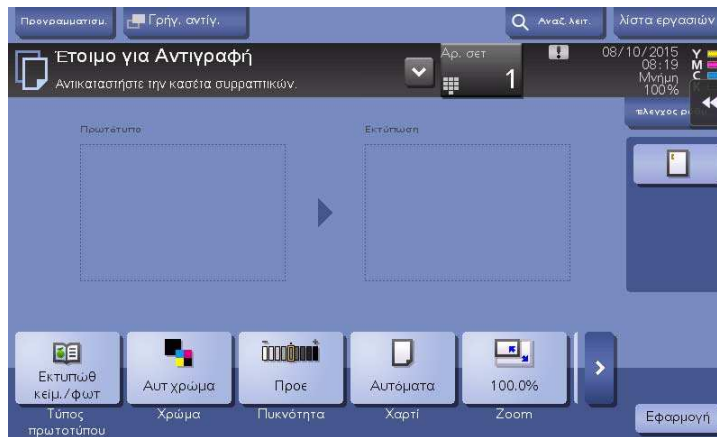 Προγραμματισμ.
Γρήγ. αντίγ.
Αναζ. λειτ.
λίστα εργασιών
Έτοιμο για Αντιγραφή
Αντικαταστήστε την κασέτα συρραπτικών.
Αρ. σετ
1
08/10/2015
08:19
Μνήμη
100%
Y
M
C
K
Πρωτότυπο
Εκτύπωση
Εκτυπώθ
κείμ./φωτ
Αυτ χρώμα
Προε
Αυτόματα
100.0%
Τύπος
πρωτοτύπου
Χρώμα
Πυκνότητα
Χαρτί
Zoom
Εφαρμογή